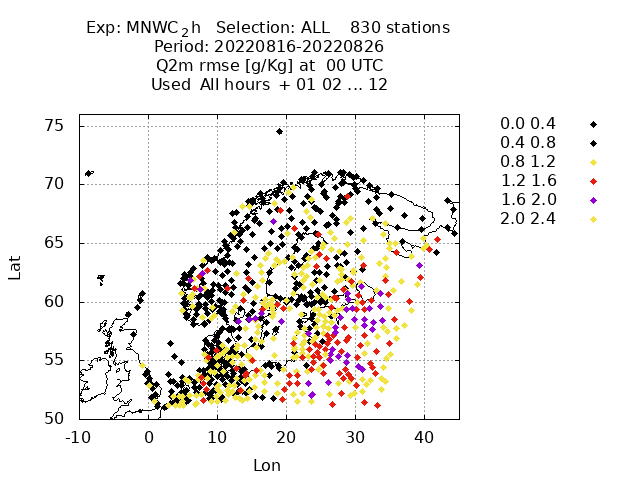 Exp: MNWC2h Selection: ALL 830 stations
Period: 20220816-20220826
Q2m rmse [g/Kg] at 00 UTC
Used All hours + 01 02 ... 12
0.0 0.4
0.4 0.8
0.8 1.2
1.2 1.6
1.6 2.0
2.0 2.4
75
70
65
60
55
50
Lat
-10 0 10 20 30 40
Lon